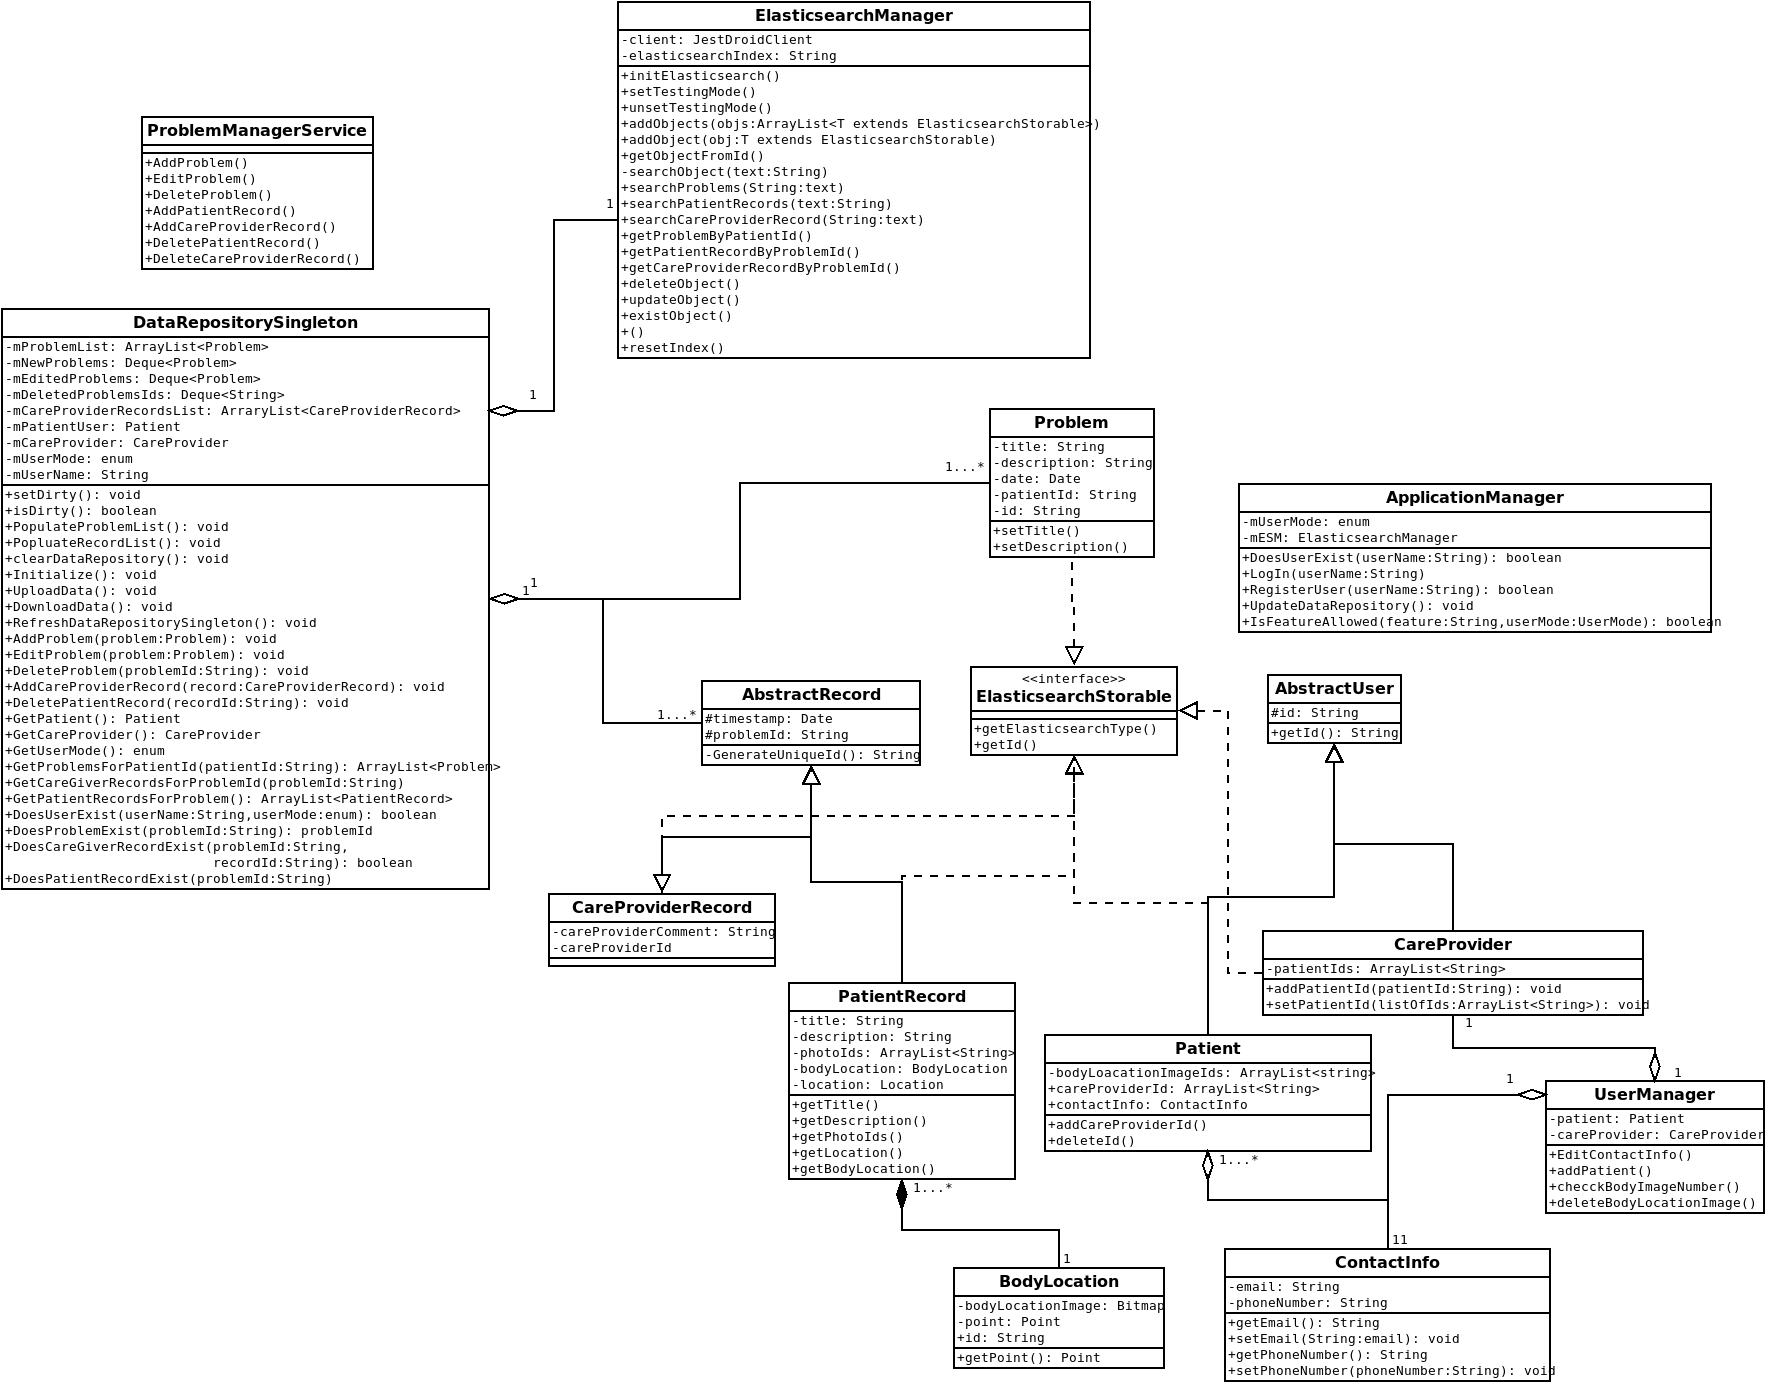 ElasticsearchManager
-client: JestDroidClient
-elasticsearchIndex: String
+initElasticsearch()
+setTestingMode()
+unsetTestingMode()
+addObjects(objs:ArrayList<T extends ElasticsearchStorable>)
+addObject(obj:T extends ElasticsearchStorable)
+getObjectFromId()
-searchObject(text:String)
+searchProblems(String:text)
+searchPatientRecords(text:String)
+searchCareProviderRecord(String:text)
+getProblemByPatientId()
+getPatientRecordByProblemId()
+getCareProviderRecordByProblemId()
+deleteObject()
+updateObject()
+existObject()
+()
+resetIndex()
1
ProblemManagerService
+AddProblem()
+EditProblem()
+DeleteProblem()
+AddPatientRecord()
+AddCareProviderRecord()
+DeletePatientRecord()
+DeleteCareProviderRecord()
DataRepositorySingleton
-mProblemList: ArrayList<Problem>
-mNewProblems: Deque<Problem>
-mEditedProblems: Deque<Problem>
-mDeletedProblemsIds: Deque<String>
-mCareProviderRecordsList: ArraryList<CareProviderRecord>
-mPatientUser: Patient
-mCareProvider: CareProvider
-mUserMode: enum
-mUserName: String
+setDirty(): void
+isDirty(): boolean
+PopulateProblemList(): void
+PopluateRecordList(): void
+clearDataRepository(): void
+Initialize(): void
+UploadData(): void
+DownloadData(): void
+RefreshDataRepositorySingleton(): void
+AddProblem(problem:Problem): void
+EditProblem(problem:Problem): void
+DeleteProblem(problemId:String): void
+AddCareProviderRecord(record:CareProviderRecord): void
+DeletePatientRecord(recordId:String): void
+GetPatient(): Patient
+GetCareProvider(): CareProvider
+GetUserMode(): enum
+GetProblemsForPatientId(patientId:String): ArrayList<Problem>
+GetCareGiverRecordsForProblemId(problemId:String)
+GetPatientRecordsForProblem(): ArrayList<PatientRecord>
+DoesUserExist(userName:String,userMode:enum): boolean
+DoesProblemExist(problemId:String): problemId
+DoesCareGiverRecordExist(problemId:String,
recordId:String): boolean
+DoesPatientRecordExist(problemId:String)
1
1
1
1...*
1...*
Problem
-title: String
-description: String
-date: Date
-patientId: String
-id: String
+setTitle()
+setDescription()
ApplicationManager
-mUserMode: enum
-mESM: ElasticsearchManager
+DoesUserExist(userName:String): boolean
+LogIn(userName:String)
+RegisterUser(userName:String): boolean
+UpdateDataRepository(): void
+IsFeatureAllowed(feature:String,userMode:UserMode): boolean
AbstractRecord
#timestamp: Date
#problemId: String
-GenerateUniqueId(): String
<<interface>>
ElasticsearchStorable
+getElasticsearchType()
+getId()
AbstractUser
#id: String
+getId(): String
CareProviderRecord
-careProviderComment: String
-careProviderId
PatientRecord
-title: String
-description: String
-photoIds: ArrayList<String>
-bodyLocation: BodyLocation
-location: Location
+getTitle()
+getDescription()
+getPhotoIds()
+getLocation()
+getBodyLocation()
1...*
CareProvider
-patientIds: ArrayList<String>
+addPatientId(patientId:String): void
+setPatientId(listOfIds:ArrayList<String>): void
1
Patient
-bodyLoacationImageIds: ArrayList<string>
+careProviderId: ArrayList<String>
+contactInfo: ContactInfo
+addCareProviderId()
+deleteId()
1...*
1
1
UserManager
-patient: Patient
-careProvider: CareProvider
+EditContactInfo()
+addPatient()
+checckBodyImageNumber()
+deleteBodyLocationImage()
1
BodyLocation
-bodyLocationImage: Bitmap
-point: Point
+id: String
+getPoint(): Point
11
ContactInfo
-email: String
-phoneNumber: String
+getEmail(): String
+setEmail(String:email): void
+getPhoneNumber(): String
+setPhoneNumber(phoneNumber:String): void